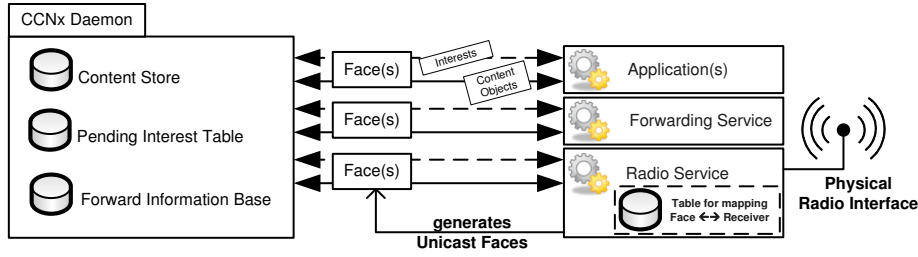 CCNx Daemon
Content Store
Pending Interest Table
Forward Information Base
Face(s)
Interests
Content
Objects
Face(s)
Face(s)
generates
Unicast Faces
Application(s)
Forwarding Service
Radio Service
Table for mapping
Face ←→ Receiver
Physical
Radio Interface